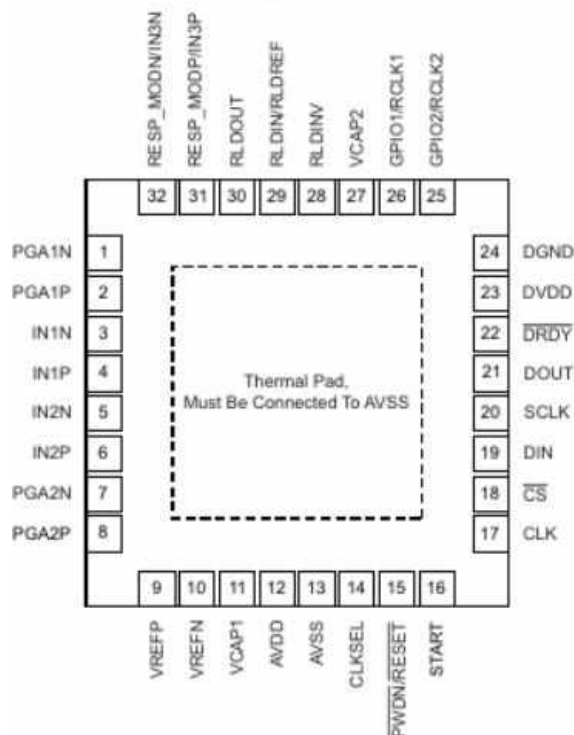 RESP_MODN/IN3N
RESP_MODP/IN3P
RLDOUT
RLDIN/RLDREF
RLDINV
VCAP2
GPIO1/RCLK1
GPIO2/RCLK2
32 31 30 29 28 27 26 25
PGA1N 1
PGA1P 2
IN1N 3
IN1P 4
IN2N 5
IN2P 6
PGA2N 7
PGA2P 8
Thermal Pad,
Must Be Connected To AVSS
24 DGND
23 DVDD
22 DRDY
21 DOUT
20 SCLK
19 DIN
18 CS
17 CLK
9 10 11 12 13 14 15 16
VREFP
VREFN
VCAP1
AVDD
AVSS
CLKSEL
PWDN/RESET
START